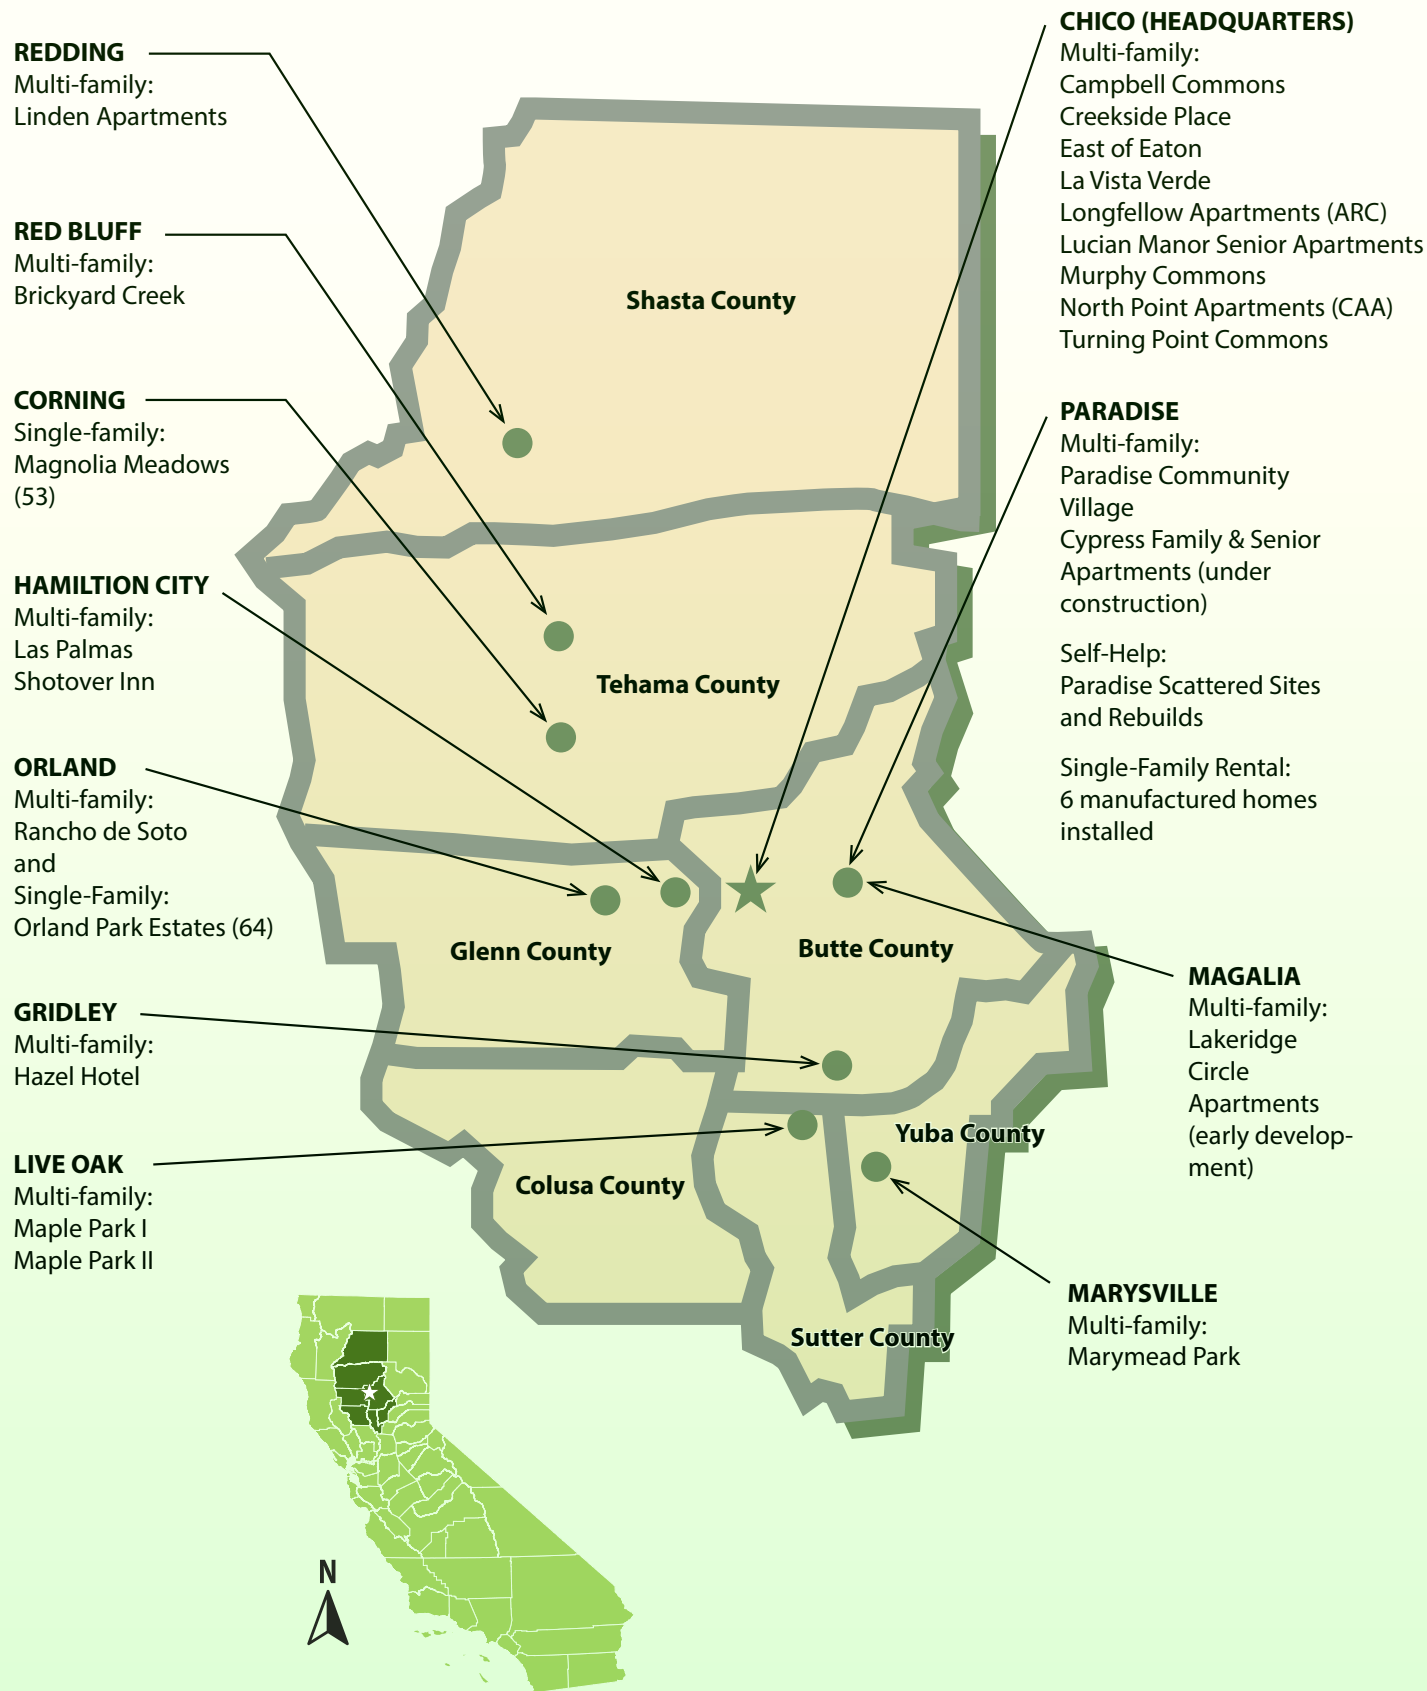 REDDING
Multi-family:
Linden Apartments
RED BLUFF
Multi-family:
Brickyard Creek
CORNING
Single-family:
Magnolia Meadows
(53)
HAMILTION CITY
Multi-family:
Las Palmas
Shotover Inn
ORLAND
Multi-family:
Rancho de Soto
and
Single-Family:
Orland Park Estates (64)
GRIDLEY
Multi-family:
Hazel Hotel
LIVE OAK
Multi-family:
Maple Park I
Maple Park II
Shasta County
Tehama County
Glenn County
Butte County
Colusa County
Yuba County
Sutter County
CHICO (HEADQUARTERS)
Multi-family:
Campbell Commons
Creekside Place
East of Eaton
La Vista Verde
Longfellow Apartments (ARC)
Lucian Manor Senior Apartments
Murphy Commons
North Point Apartments (CAA)
Turning Point Commons
PARADISE
Multi-family:
Paradise Community
Village
Cypress Family & Senior
Apartments (under
construction)
Self-Help:
Paradise Scattered Sites
and Rebuilds
Single-Family Rental:
6 manufactured homes
installed
MAGALIA
Multi-family:
Lakeridge
Circle
Apartments
(early develop-
ment)
MARYSVILLE
Multi-family:
Marymead Park
N